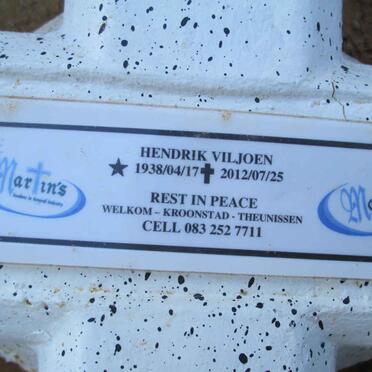 HENDRIK VILJOEN
1938/04/17 2012/07/25
REST IN PEACE
WELKOM – KROONSTAD - THEUNISSEN
CELL 083 252 7711
Martin's